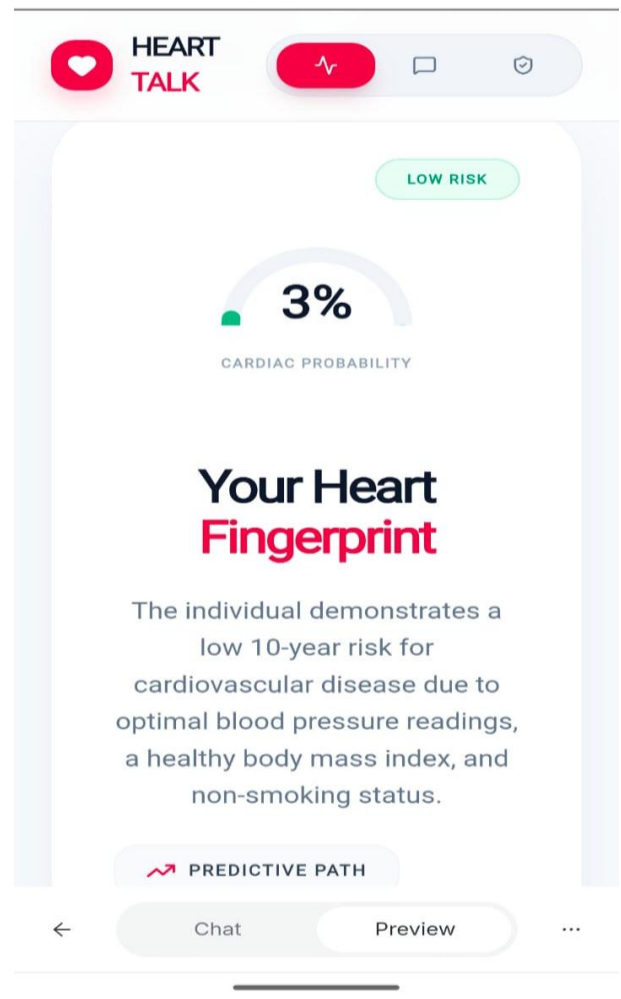 HEART
TALK
LOW RISK
3%
CARDIAC PROBABILITY
Your Heart
Fingerprint
The individual demonstrates a
low 10-year risk for
cardiovascular disease due to
optimal blood pressure readings,
a healthy body mass index, and
non-smoking status.
PREDICTIVE PATH
Chat
Preview